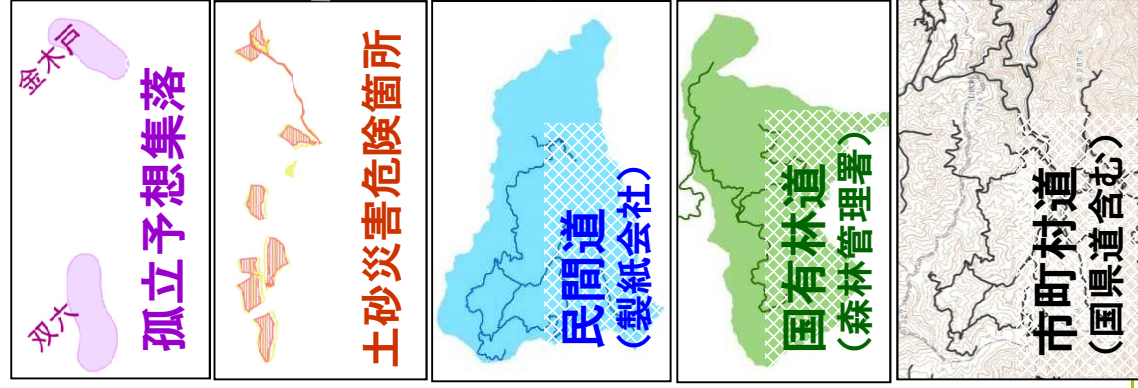 金木戸
双六
孤立予想集落
土砂災害危険箇所
民間道
（製紙会社）
国有林道
（森林管理署）
市町村道
（国県道含む）